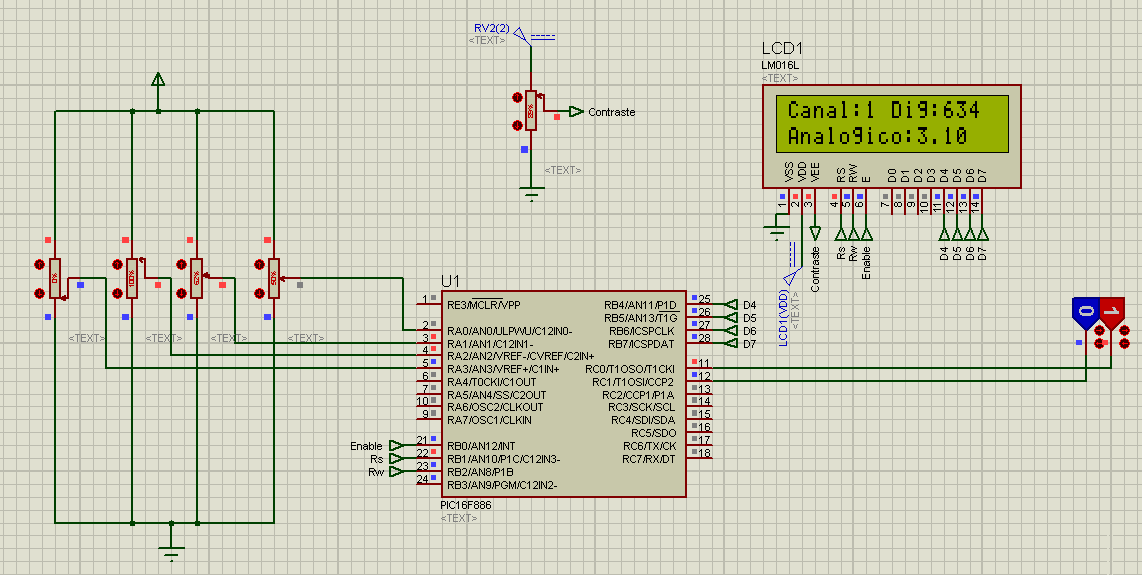 RV2(2)
<TEXT>
Contraste
<TEXT>
LCD1
LM016L
<TEXT>
Canal:1 Dig:634
Analogico:3.10
VSS
VDD
VEE
RS
RW
E
D0
D1
D2
D3
D4
D5
D6
D7
1
2
3
4
5
6
7
8
9
10
11
12
13
14
Contraste
Rs
Rw
Enable
D4
D5
D6
D7
LCD1(VDD)
<TEXT>
0%
100%
62%
50%
<TEXT>
<TEXT>
<TEXT>
<TEXT>
U1
1 RE3/MCLR/VPP
2 RA0/AN0/ULPWU/C12IN0-
3 RA1/AN1/C12IN1-
4 RA2/AN2/VREF-/CVREF/C2IN+
5 RA3/AN3/VREF+/C1IN+
6 RA4/T0CKI/C1OUT
7 RA5/AN4/SS/C2OUT
10 RA6/OSC2/CLKOUT
9 RA7/OSC1/CLKIN
Enable 21 RB0/AN12/INT
Rs 22 RB1/AN10/P1C/C12IN3-
Rw 23 RB2/AN8/P1B
24 RB3/AN9/PGM/C12IN2-
RB4/AN11/P1D 25 D4
RB5/AN13/T1G 26 D5
RB6/ICSPCLK 27 D6
RB7/ICSPDAT 28 D7
RC0/T1OSO/T1CKI 11
RC1/T1OSI/CCP2 12
RC2/CCP1/P1A 13
RC3/SCK/SCL 14
RC4/SDI/SDA 15
RC5/SDO 16
RC6/TX/CK 17
RC7/RX/DT 18
PIC16F886
<TEXT>
0
1